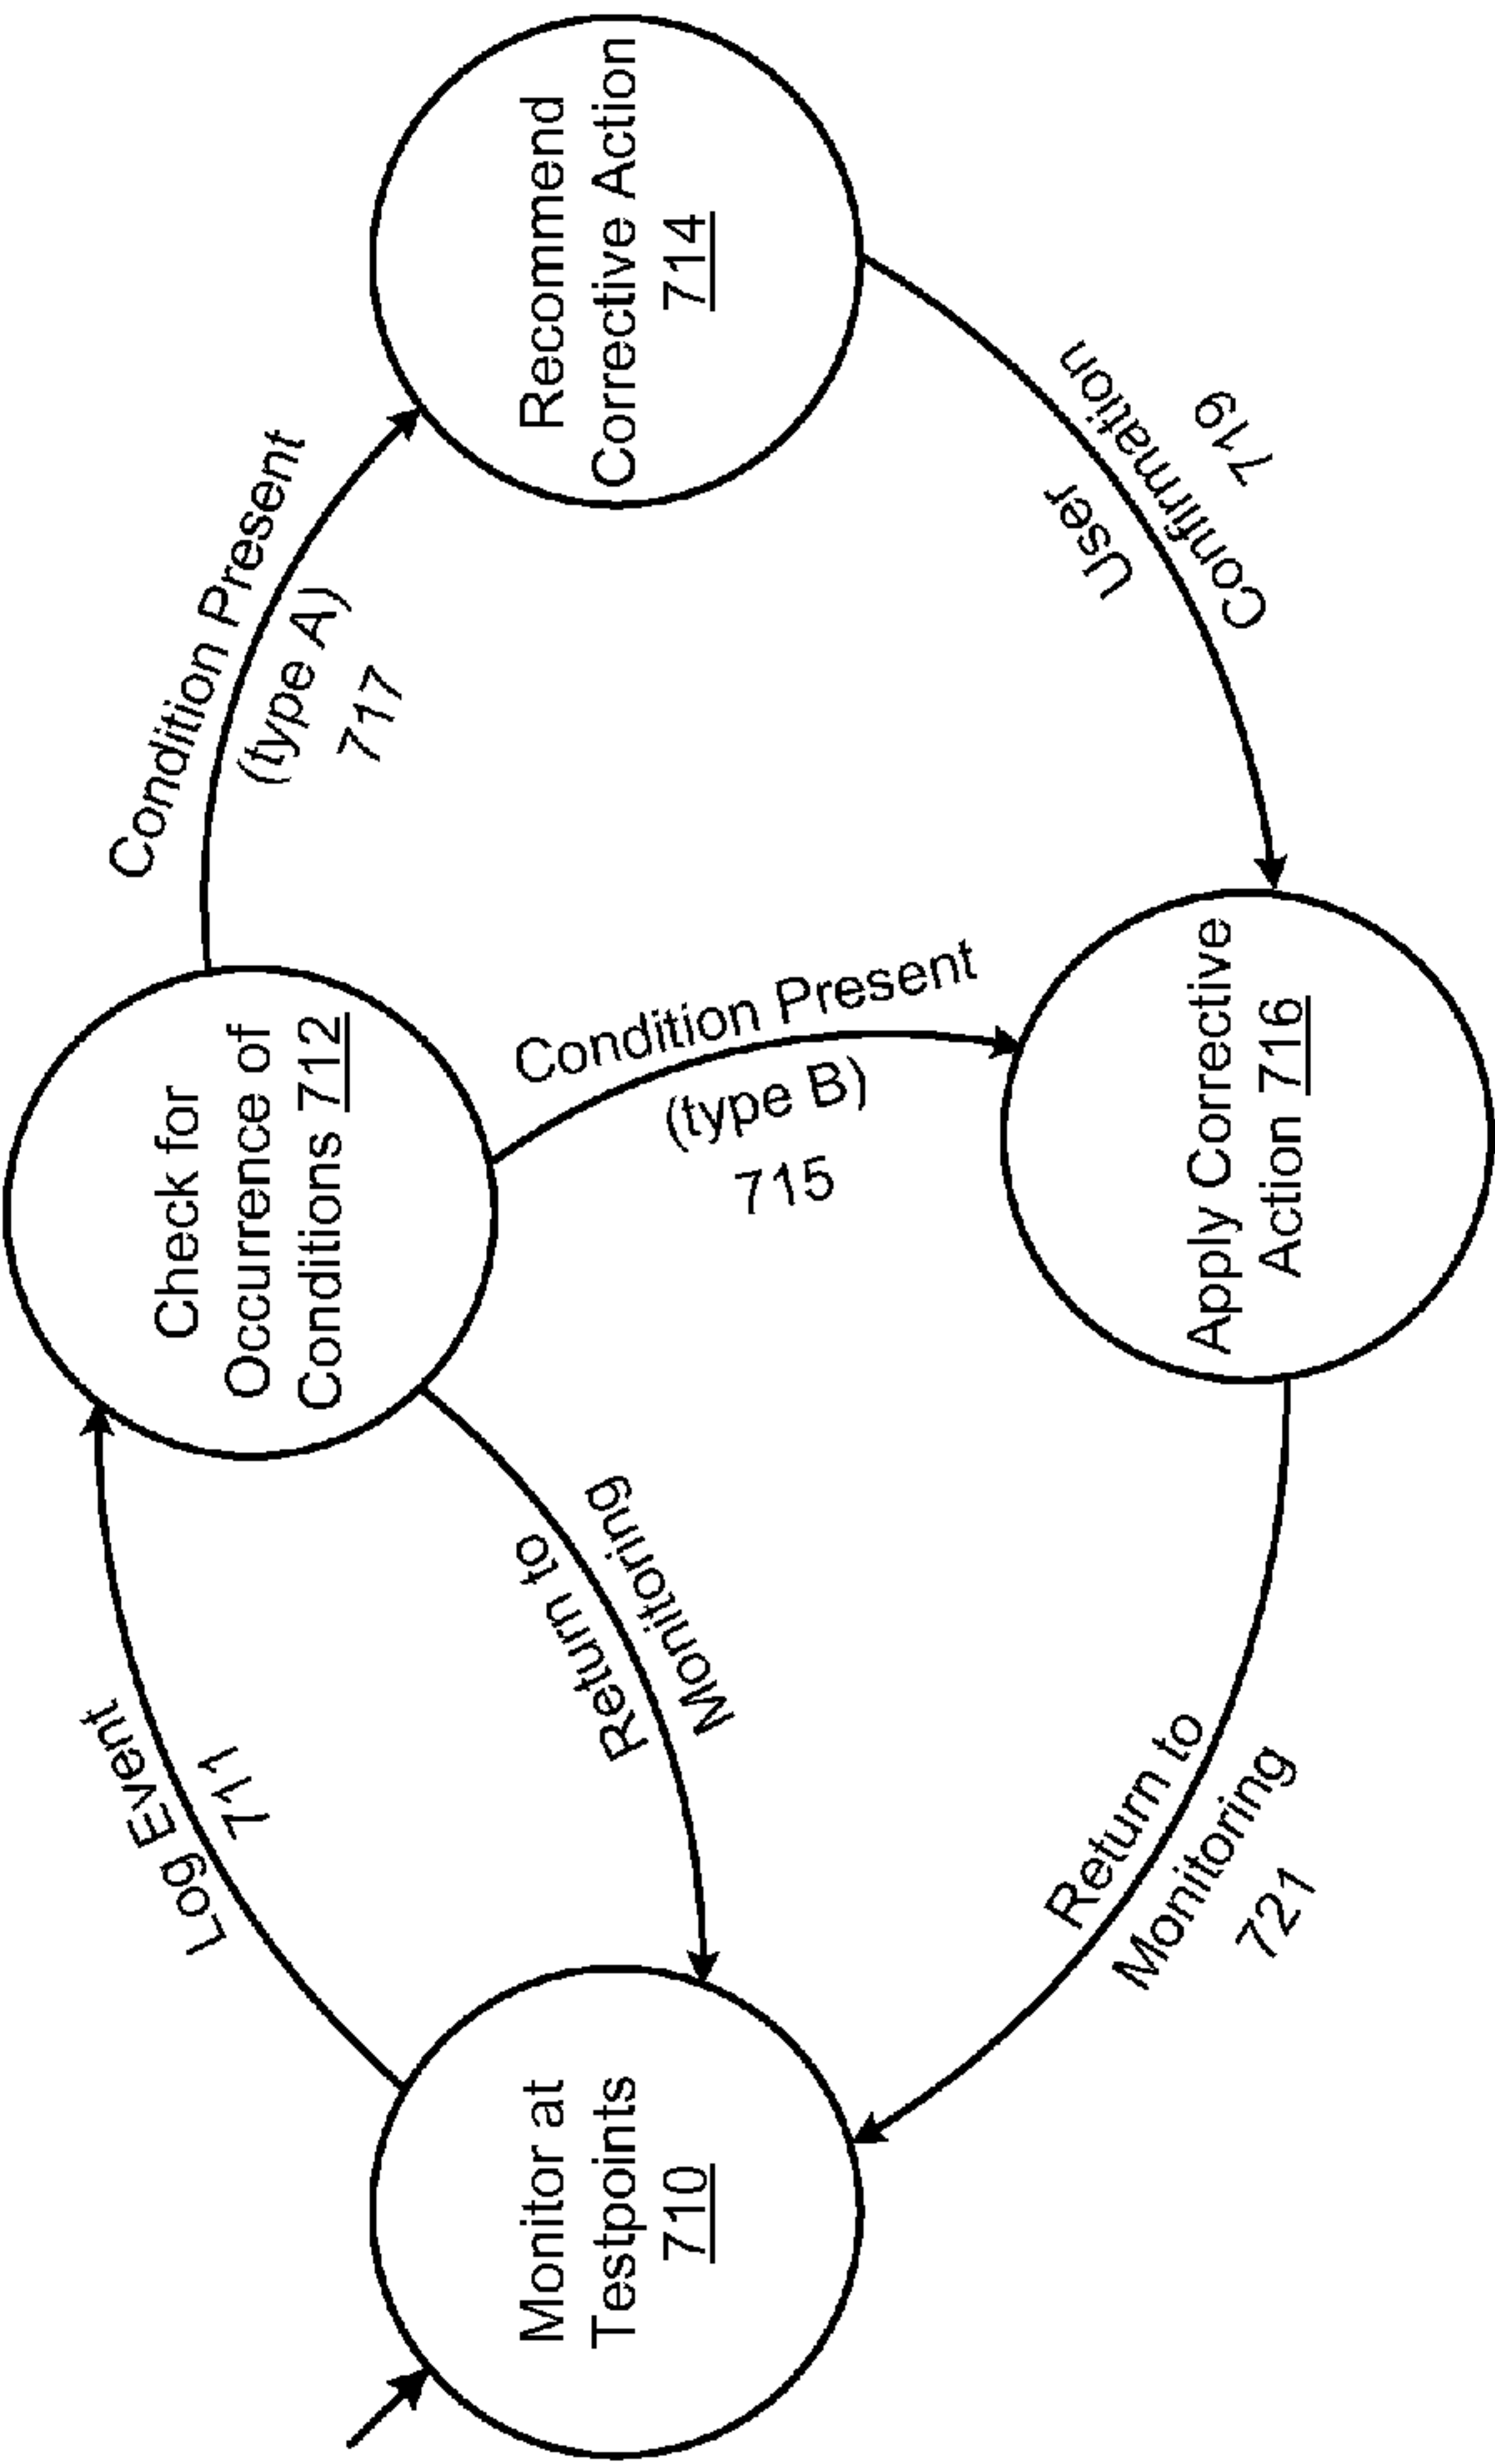 Monitor at
Testpoints
710
Log Event
711
Check for
Occurrence of
Conditions 712
Return to
Monitoring
Condition Present
(type A)
717
Condition Present
(type B)
715
Recommend
Corrective Action
714
User
Confirmation
719
Apply Corrective
Action 716
Return to
Monitoring
721